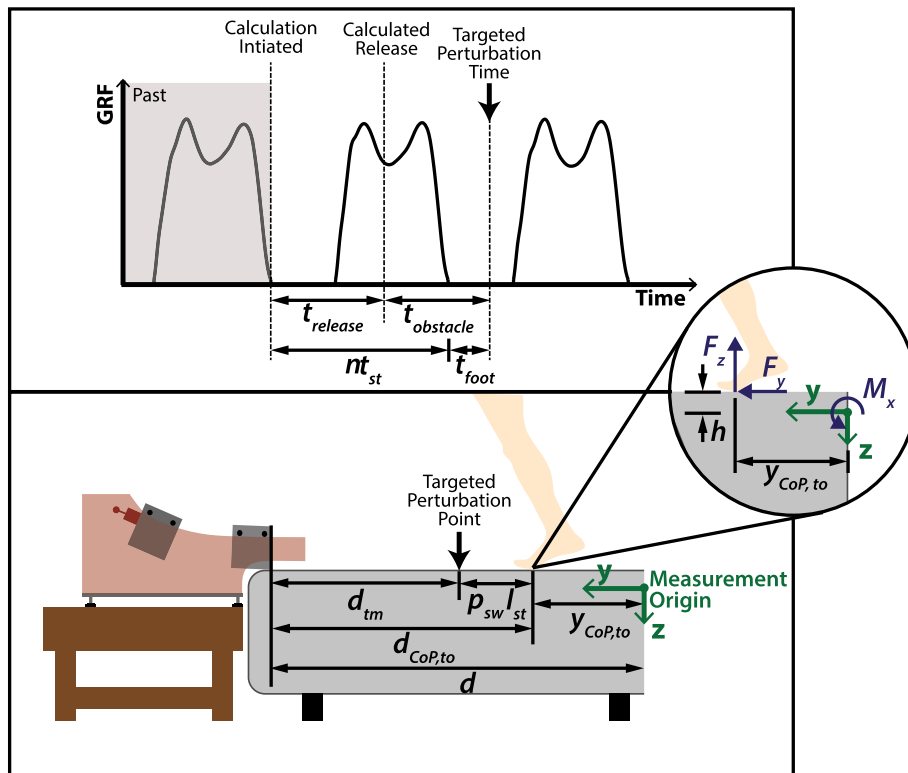 Calculation
Intiated
Calculated
Release
Targeted
Perturbation
Time
GRF
Past
Time
t_release
t_obstacle
nt_st
t_foot
F_z
F_y
M_x
y
h
z
y_CoP, to
Targeted
Perturbation
Point
y
Measurement
Origin
z
d_tm
p_sw l_st
y_CoP,to
d_CoP,to
d